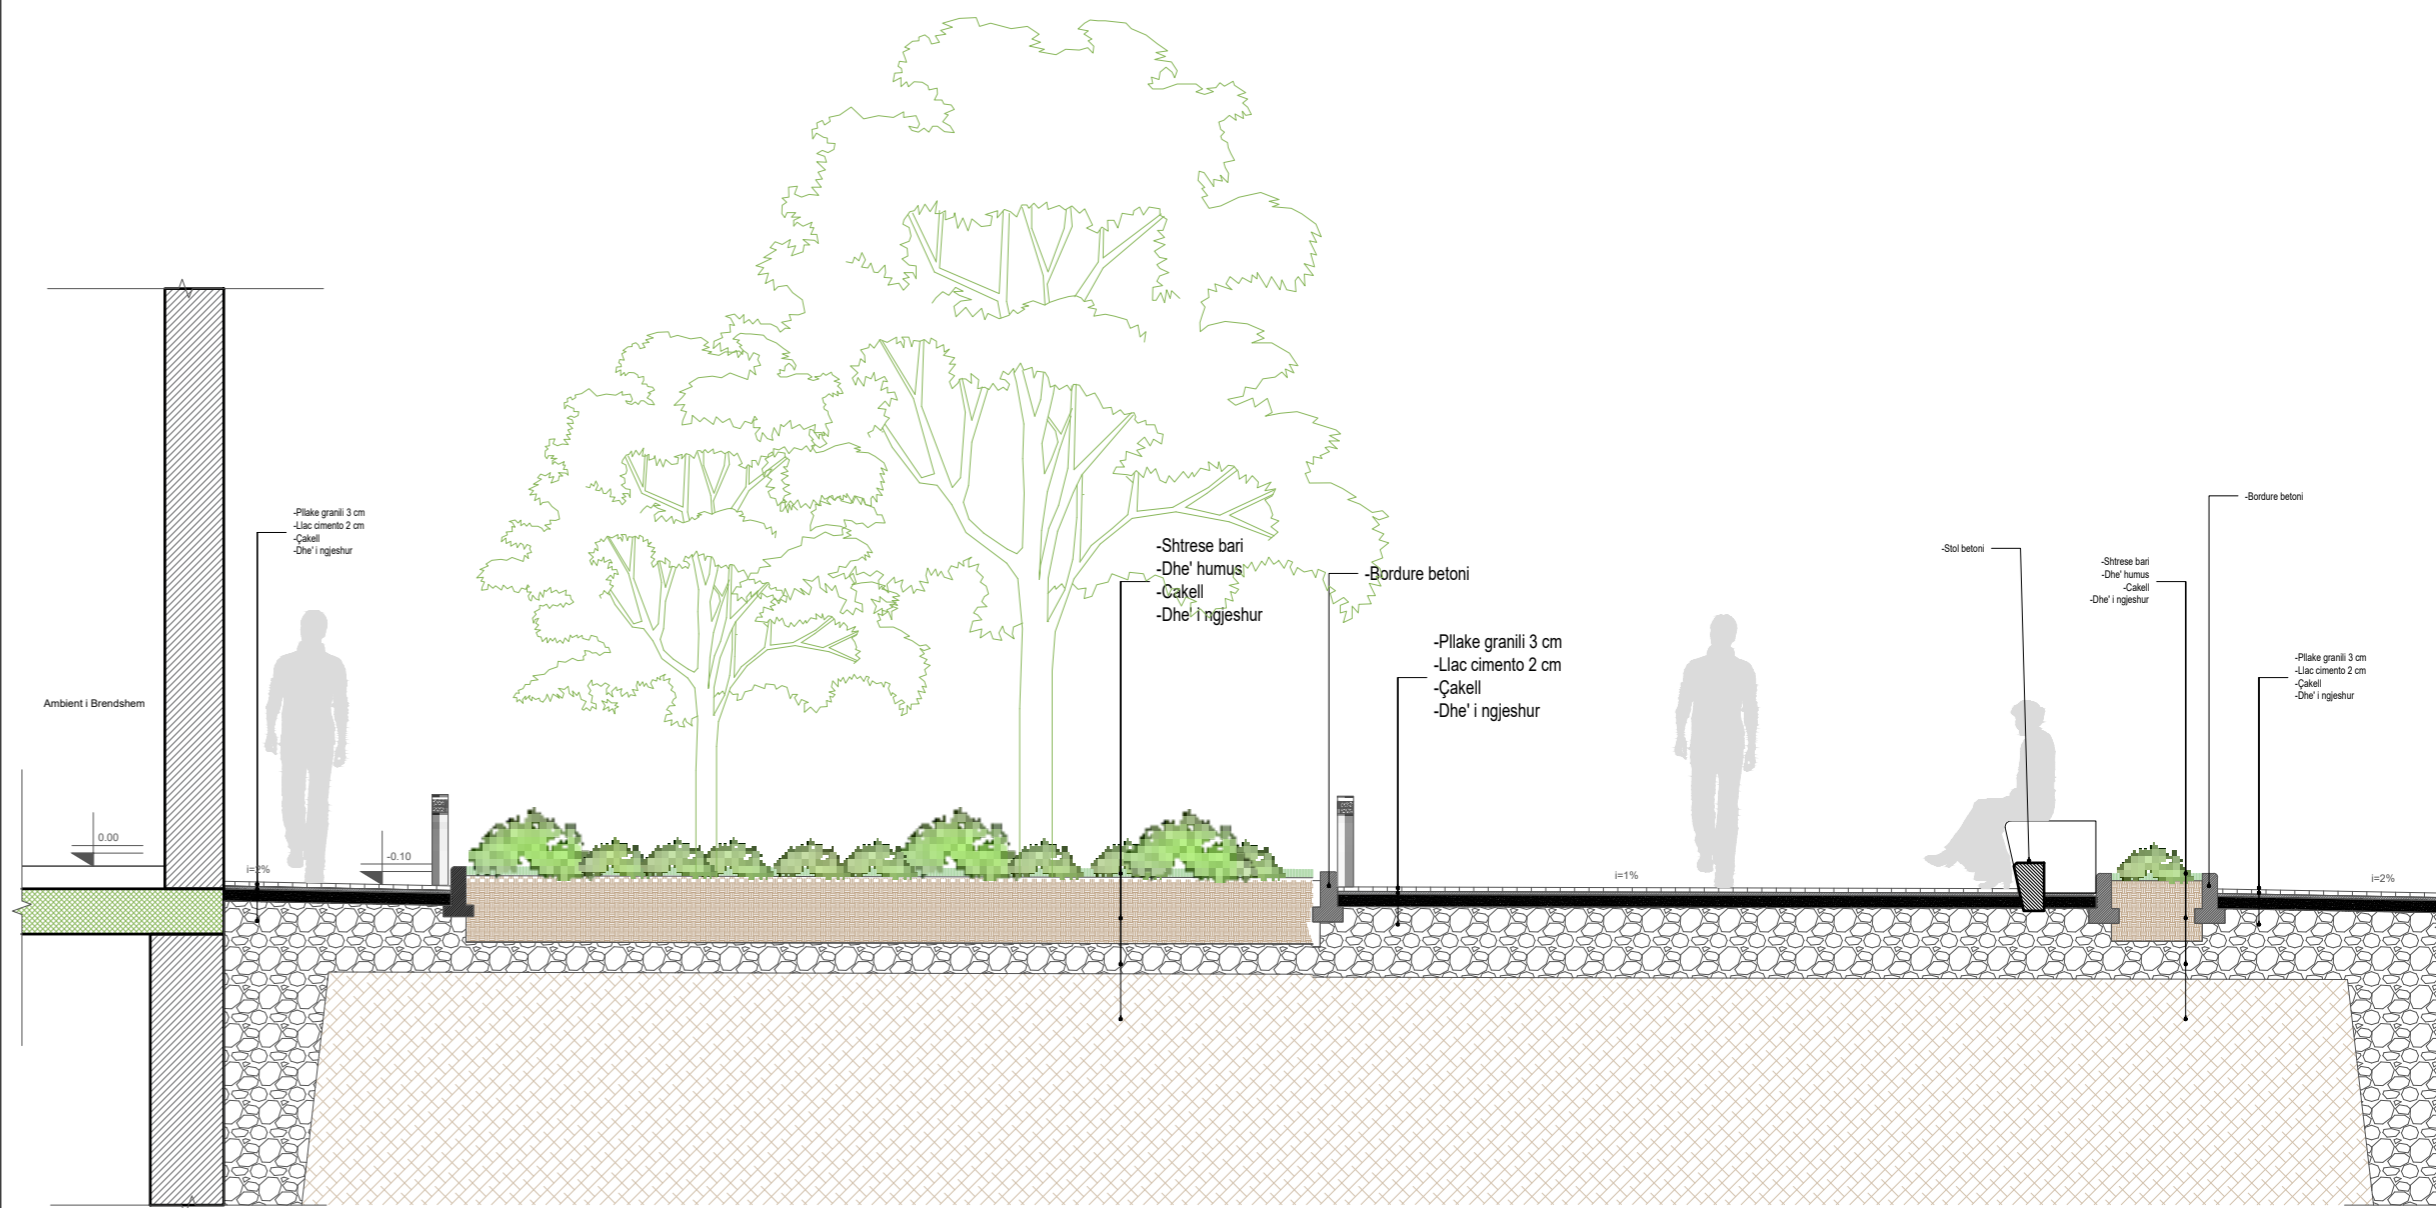 -Pllake granili 3 cm
-Llac cimento 2 cm
-Çakell
-Dhe' i ngjeshur
Ambient i Brendshem
0.00
i=2%
-0.10
-Shtrese bari
-Dhe' humus
-Cakell
-Dhe' i ngjeshur
-Bordure betoni
-Pllake granili 3 cm
-Llac cimento 2 cm
-Çakell
-Dhe' i ngjeshur
i=1%
-Stol betoni
-Shtrese bari
-Dhe' humus
-Cakell
-Dhe' i ngjeshur
-Bordure betoni
-Pllake granili 3 cm
-Llac cimento 2 cm
-Çakell
-Dhe' i ngjeshur
i=2%